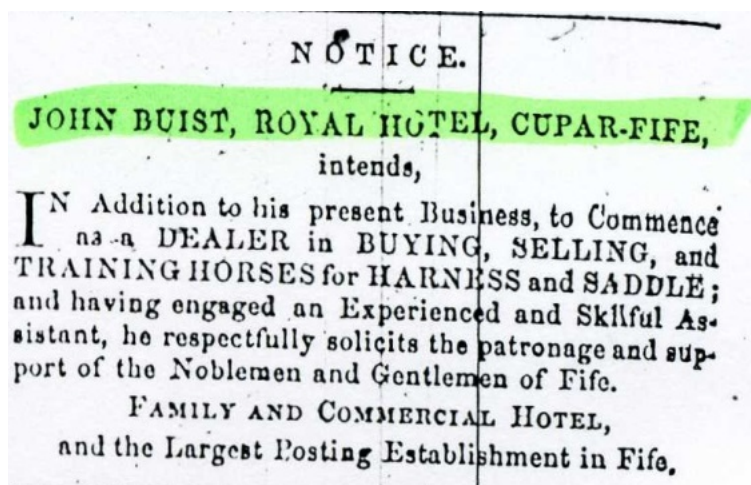 NOTICE.
JOHN BUIST, ROYAL HOTEL, CUPAR-FIFE,
intends,
IN Addition to his present Business, to Commence
as a DEALER in BUYING, SELLING, and
TRAINING HORSES for HARNESS and SADDLE;
and having engaged an Experienced and Skilful As-
sistant, he respectfully solicits the patronage and sup-
port of the Noblemen and Gentlemen of Fife.
FAMILY AND COMMERCIAL HOTEL,
and the Largest Posting Establishment in Fife.